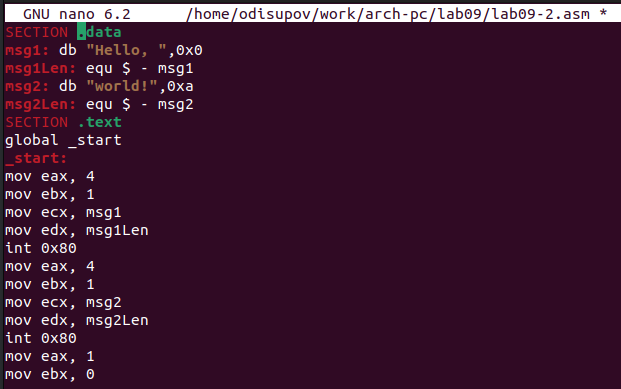 GNU nano 6.2 /home/odisupov/work/arch-pc/lab09/lab09-2.asm *
SECTION .data
msg1: db "Hello, ",0x0
msg1Len: equ $ - msg1
msg2: db "world!",0xa
msg2Len: equ $ - msg2
SECTION .text
global _start
_start:
mov eax, 4
mov ebx, 1
mov ecx, msg1
mov edx, msg1Len
int 0x80
mov eax, 4
mov ebx, 1
mov ecx, msg2
mov edx, msg2Len
int 0x80
mov eax, 1
mov ebx, 0